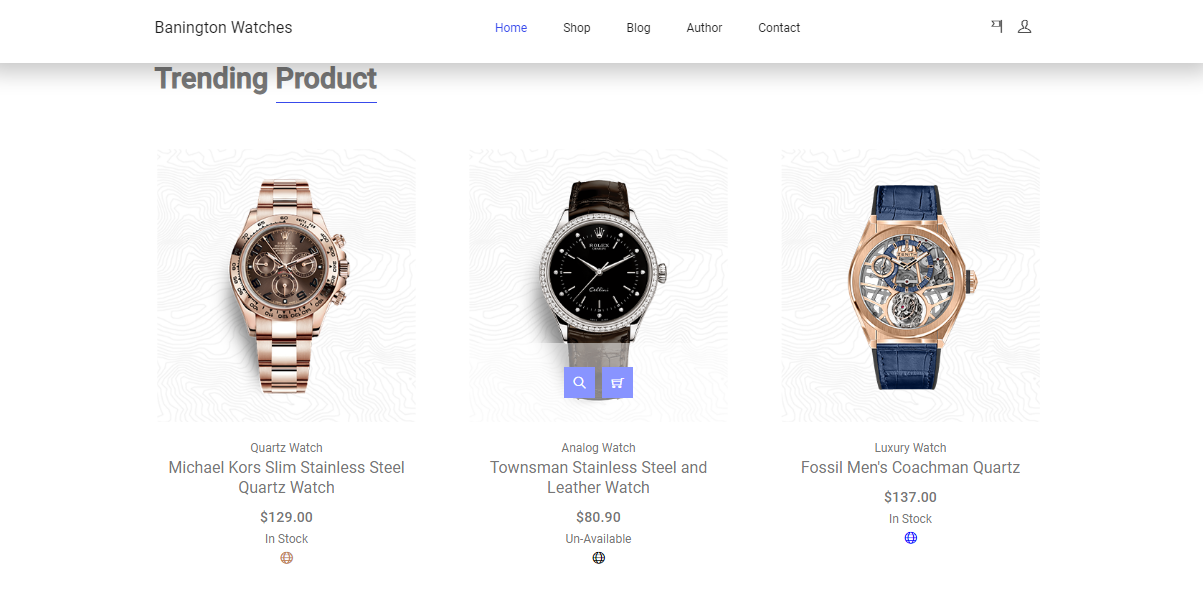 Banington Watches
Home
Shop
Blog
Author
Contact
Trending Product
ROLEX
Cellini
Quartz Watch
Michael Kors Slim Stainless Steel
Quartz Watch
$129.00
In Stock
Analog Watch
Townsman Stainless Steel and
Leather Watch
$80.90
Un-Available
Luxury Watch
Fossil Men's Coachman Quartz
$137.00
In Stock